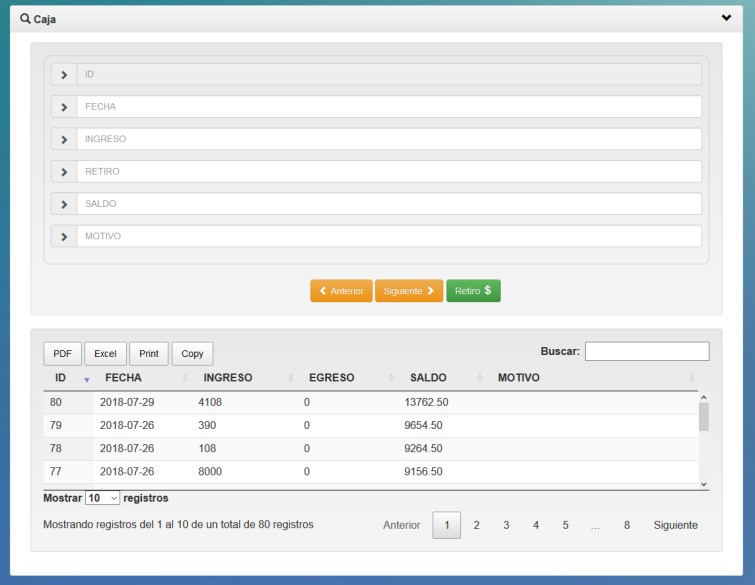 Caja
ID
FECHA
INGRESO
RETIRO
SALDO
MOTIVO
Anterior Siguiente Retiro $
PDF Excel Print Copy Buscar:
ID FECHA INGRESO EGRESO SALDO MOTIVO
80 2018-07-29 4108 0 13762.50
79 2018-07-26 390 0 9654.50
78 2018-07-26 108 0 9264.50
77 2018-07-26 8000 0 9156.50
Mostrar 10 registros
Mostrando registros del 1 al 10 de un total de 80 registros Anterior 1 2 3 4 5 ... 8 Siguiente